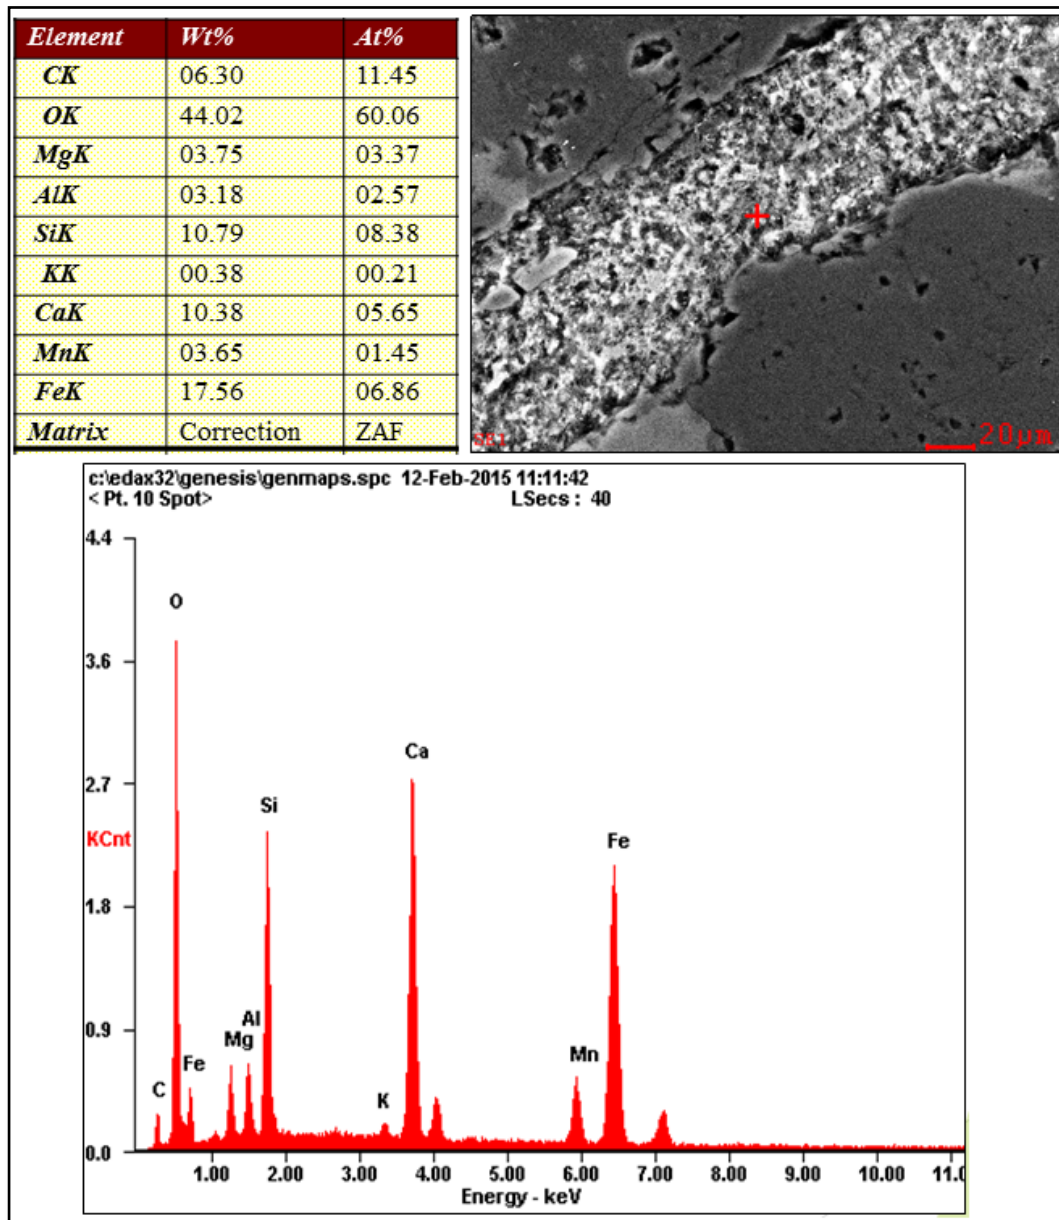 Element Wt% At%
CK 06.30 11.45
OK 44.02 60.06
MgK 03.75 03.37
AlK 03.18 02.57
SiK 10.79 08.38
KK 00.38 00.21
CaK 10.38 05.65
MnK 03.65 01.45
FeK 17.56 06.86
Matrix Correction ZAF
SE1
20µm
c:\edax32\genesis\genmaps.spc 12-Feb-2015 11:11:42
< Pt. 10 Spot> LSecs : 40
4.4
O
3.6
Ca
2.7
Si
KCnt
Fe
1.8
0.9
Al
Mg
Mn
Fe
C
K
0.0
1.00 2.00 3.00 4.00 5.00 6.00 7.00 8.00 9.00 10.00
Energy - keV